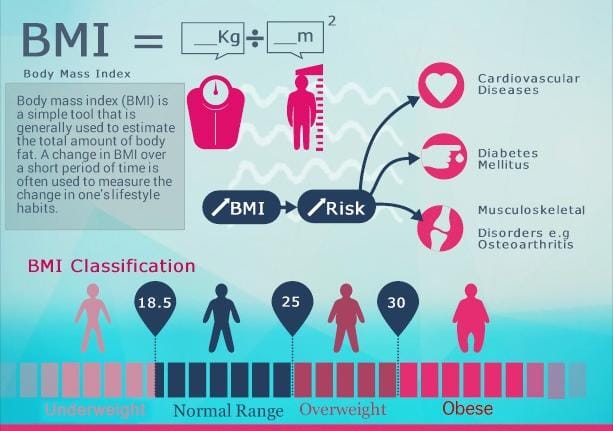 BMI = __Kg ÷ __m 2
Body Mass Index
Body mass index (BMI) is
a simple tool that is
generally used to estimate
the total amount of body
fat. A change in BMI over
a short period of time is
often used to measure the
change in one's lifestyle
habits.
Cardiovascular
Diseases
Diabetes
Mellitus
BMI
Risk
Musculoskeletal
Disorders e.g
Osteoarthritis
BMI Classification
18.5
25
30
Underweight
Normal Range
Overweight
Obese